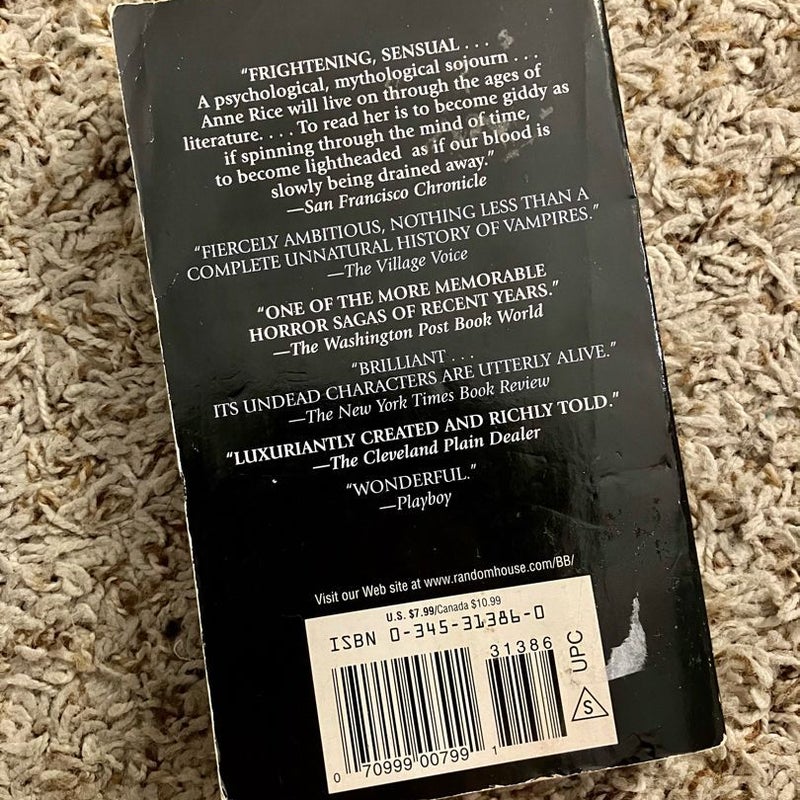 “FRIGHTENING, SENSUAL . . .
A psychological, mythological sojourn . . .
Anne Rice will live on through the ages of
literature. . . . To read her is to become giddy as
if spinning through the mind of time,
to become lightheaded as if our blood is
slowly being drained away.”
—San Francisco Chronicle
“FIERCELY AMBITIOUS, NOTHING LESS THAN A
COMPLETE UNNATURAL HISTORY OF VAMPIRES.”
—The Village Voice
“ONE OF THE MORE MEMORABLE
HORROR SAGAS OF RECENT YEARS.”
—The Washington Post Book World
“BRILLIANT . . .
ITS UNDEAD CHARACTERS ARE UTTERLY ALIVE.”
—The New York Times Book Review
“LUXURIANTLY CREATED AND RICHLY TOLD.”
—The Cleveland Plain Dealer
“WONDERFUL.”
—Playboy
Visit our Web site at www.randomhouse.com/BB/
U.S. $7.99/Canada $10.99
ISBN 0-345-31386-0
31386
UPC
S
0 70999 00799 1